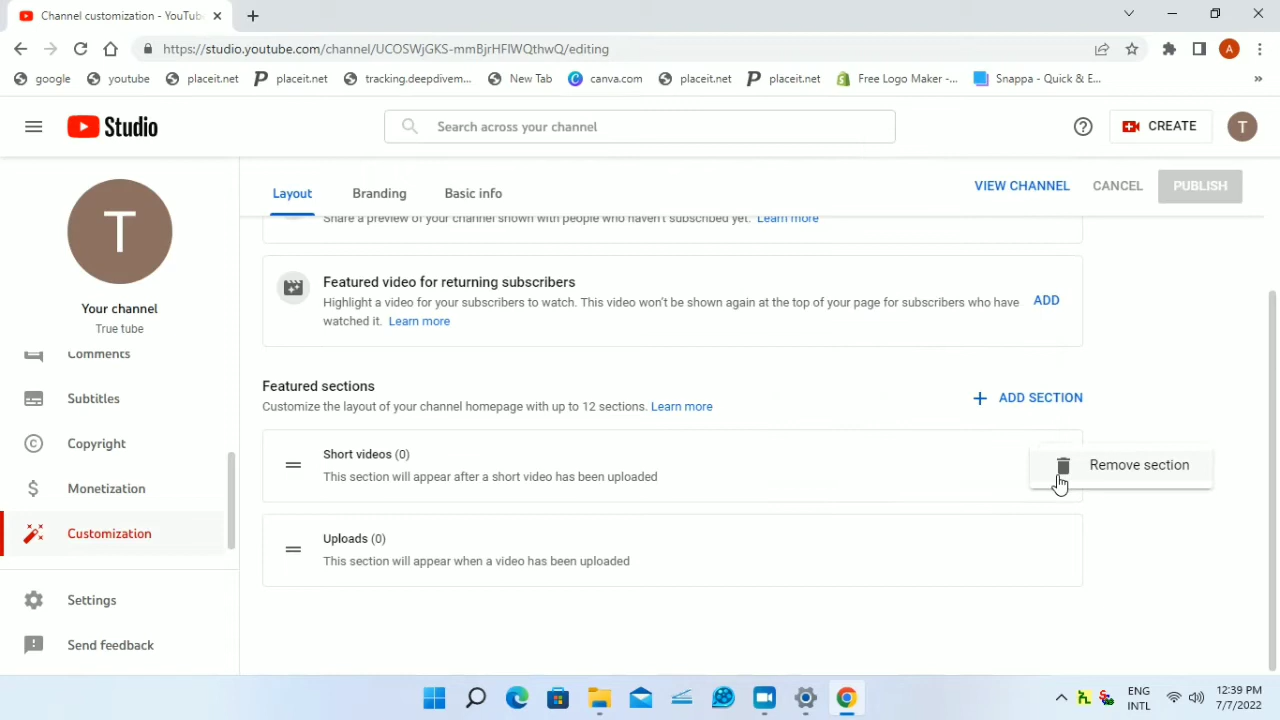 Channel customization - YouTub
https://studio.youtube.com/channel/UCOSWjGKS-mmBjrHFlWQthwQ/editing
A
google youtube placeit.net placeit.net tracking.deepdivem... New Tab canva.com placeit.net placeit.net Free Logo Maker -... Snappa - Quick & E... »
Studio
Search across your channel
CREATE
T
T
Your channel
True tube
Comments
Subtitles
Copyright
Monetization
Customization
Settings
Send feedback
Layout Branding Basic info
VIEW CHANNEL CANCEL PUBLISH
Share a preview of your channel shown with people who haven't subscribed yet. Learn more
Featured video for returning subscribers
Highlight a video for your subscribers to watch. This video won't be shown again at the top of your page for subscribers who have
watched it. Learn more
ADD
Featured sections
Customize the layout of your channel homepage with up to 12 sections. Learn more
ADD SECTION
Short videos (0)
This section will appear after a short video has been uploaded
Remove section
Uploads (0)
This section will appear when a video has been uploaded
ENG
INTL
12:39 PM
7/7/2022